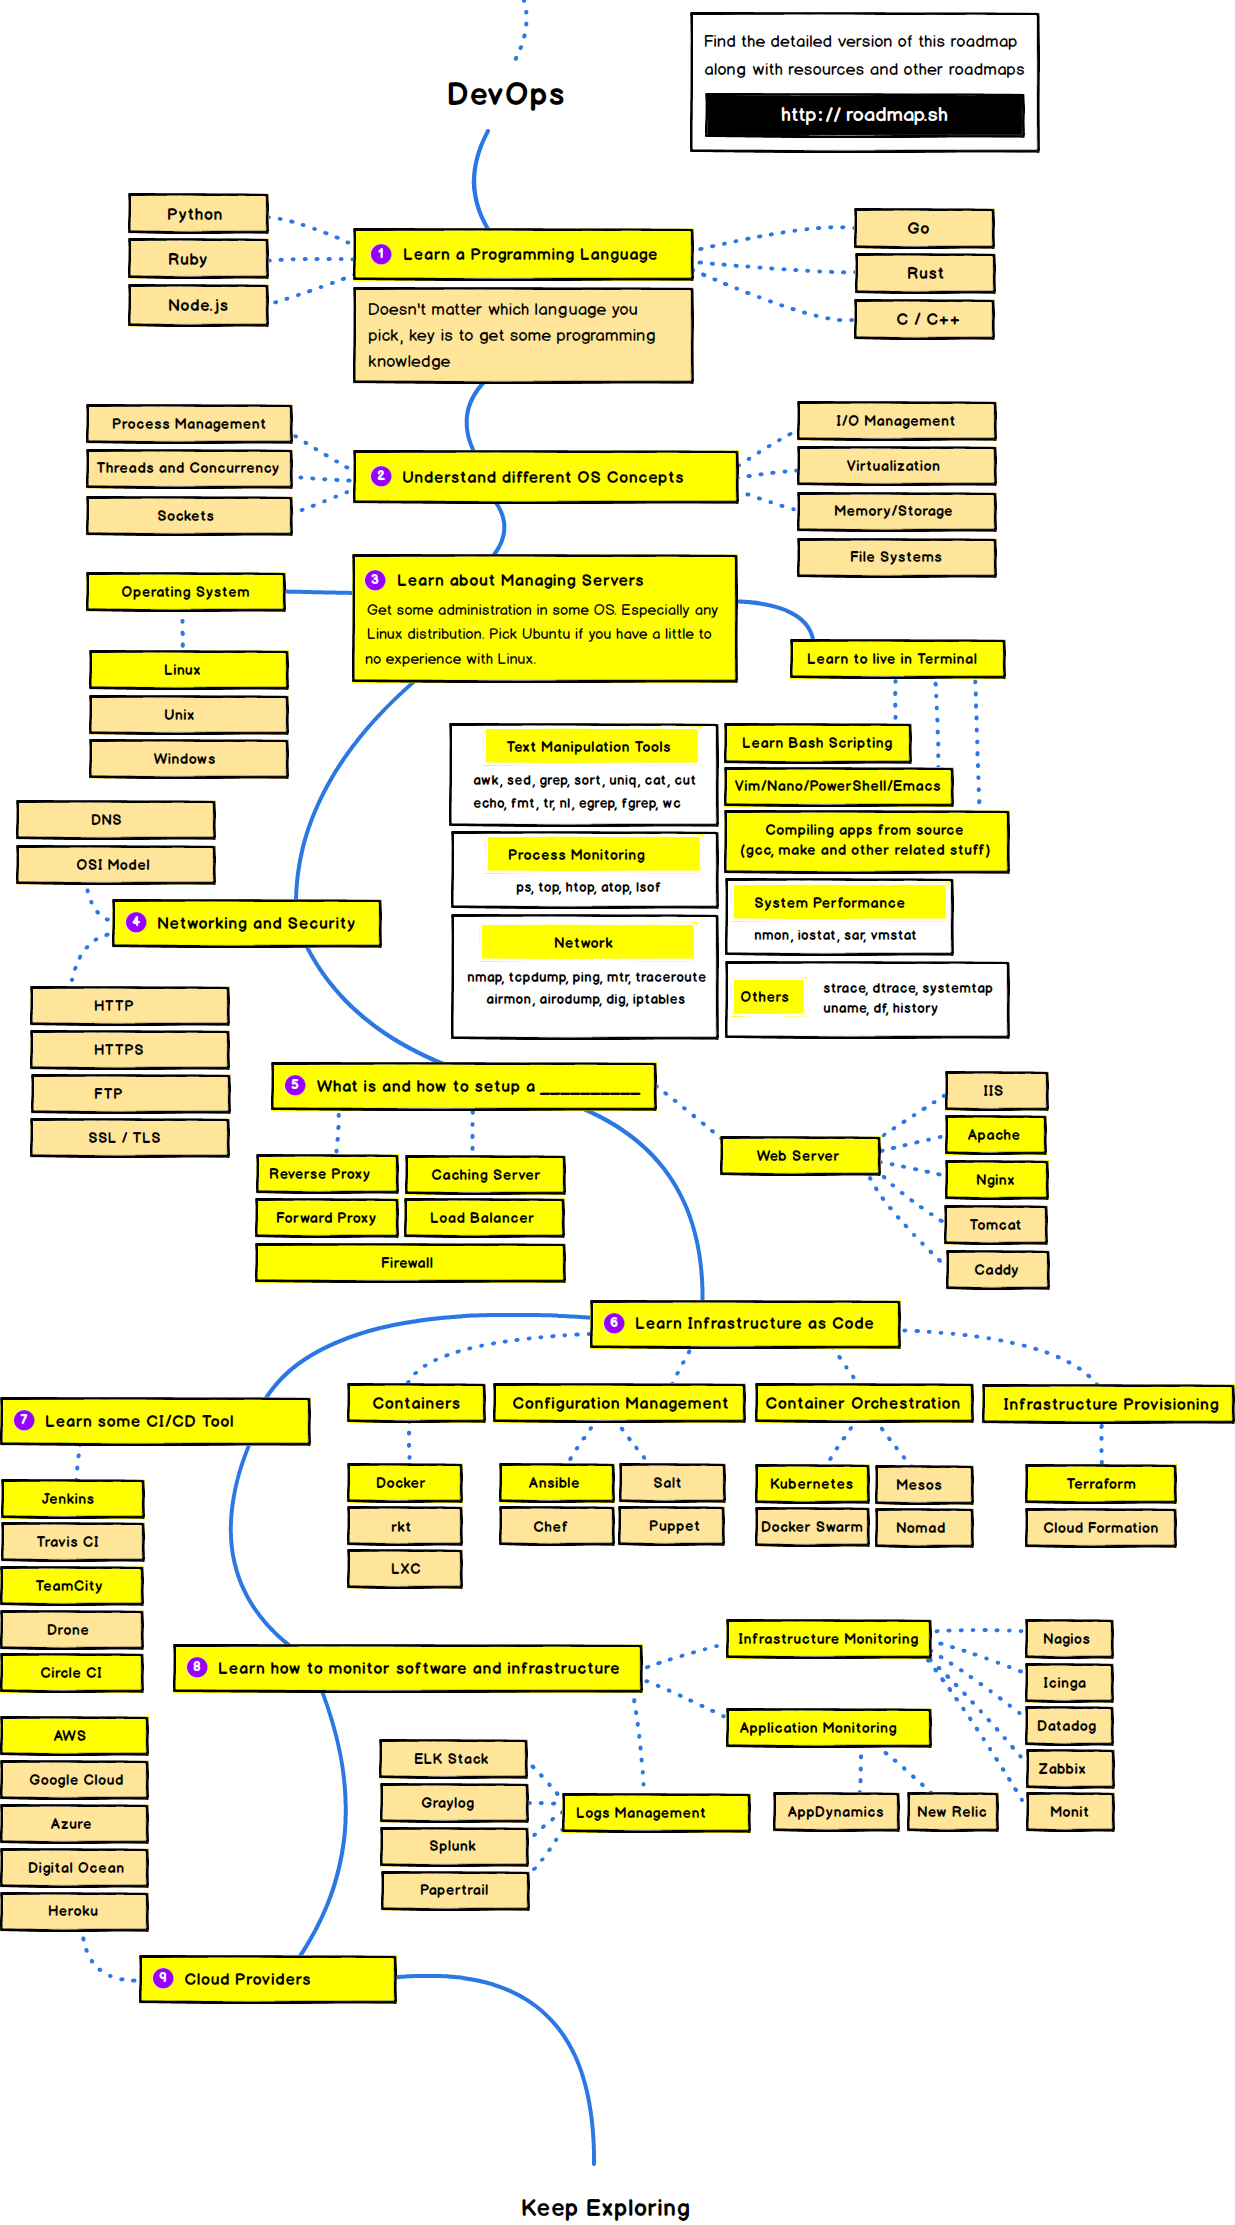 DevOps
Find the detailed version of this roadmap
along with resources and other roadmaps
http:// roadmap.sh
1 Learn a Programming Language
Doesn't matter which language you
pick, key is to get some programming
knowledge
Python
Ruby
Node.js
Go
Rust
C / C++
2 Understand different OS Concepts
Process Management
Threads and Concurrency
Sockets
I/O Management
Virtualization
Memory/Storage
File Systems
3 Learn about Managing Servers
Get some administration in some OS. Especially any
Linux distribution. Pick Ubuntu if you have a little to
no experience with Linux.
Operating System
Linux
Unix
Windows
Learn to live in Terminal
Text Manipulation Tools
awk, sed, grep, sort, uniq, cat, cut
echo, fmt, tr, nl, egrep, fgrep, wc
Process Monitoring
ps, top, htop, atop, lsof
Network
nmap, tcpdump, ping, mtr, traceroute
airmon, airodump, dig, iptables
Learn Bash Scripting
Vim/Nano/PowerShell/Emacs
Compiling apps from source
(gcc, make and other related stuff)
System Performance
nmon, iostat, sar, vmstat
Others
strace, dtrace, systemtap
uname, df, history
DNS
OSI Model
4 Networking and Security
HTTP
HTTPS
FTP
SSL / TLS
5 What is and how to setup a __________
Reverse Proxy
Caching Server
Forward Proxy
Load Balancer
Firewall
Web Server
IIS
Apache
Nginx
Tomcat
Caddy
6 Learn Infrastructure as Code
Containers
Docker
rkt
LXC
Configuration Management
Ansible
Salt
Chef
Puppet
Container Orchestration
Kubernetes
Mesos
Docker Swarm
Nomad
Infrastructure Provisioning
Terraform
Cloud Formation
7 Learn some CI/CD Tool
Jenkins
Travis CI
TeamCity
Drone
Circle CI
8 Learn how to monitor software and infrastructure
Infrastructure Monitoring
Nagios
Icinga
Datadog
Zabbix
Monit
Application Monitoring
AppDynamics
New Relic
Logs Management
ELK Stack
Graylog
Splunk
Papertrail
AWS
Google Cloud
Azure
Digital Ocean
Heroku
9 Cloud Providers
Keep Exploring